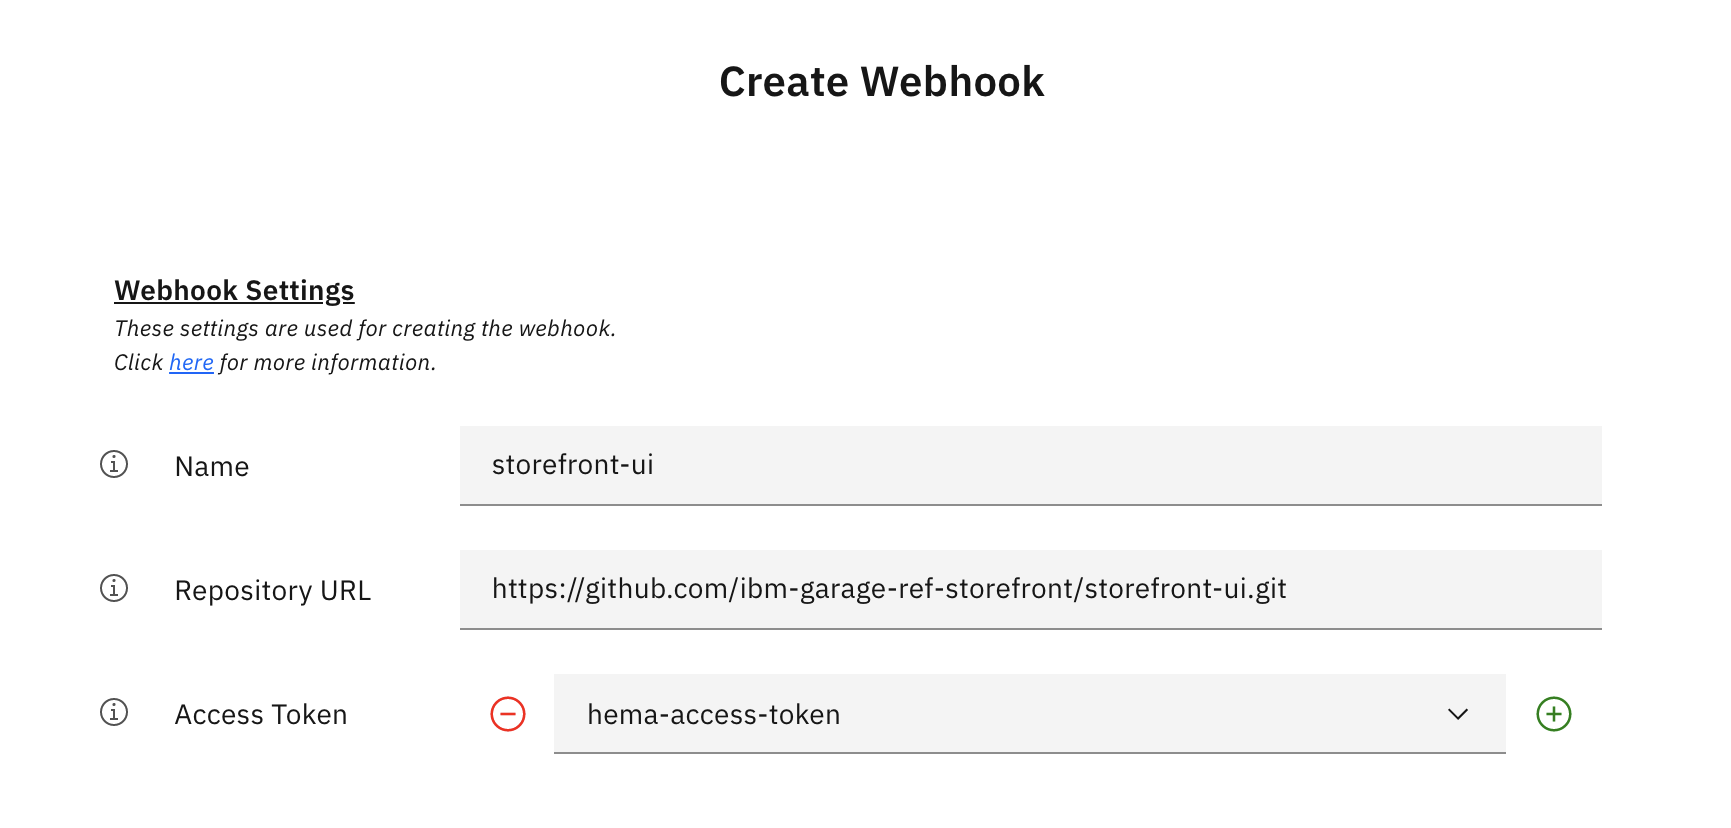 Create Webhook
Webhook Settings
These settings are used for creating the webhook.
Click here for more information.
Name
storefront-ui
Repository URL
https://github.com/ibm-garage-ref-storefront/storefront-ui.git
Access Token
hema-access-token